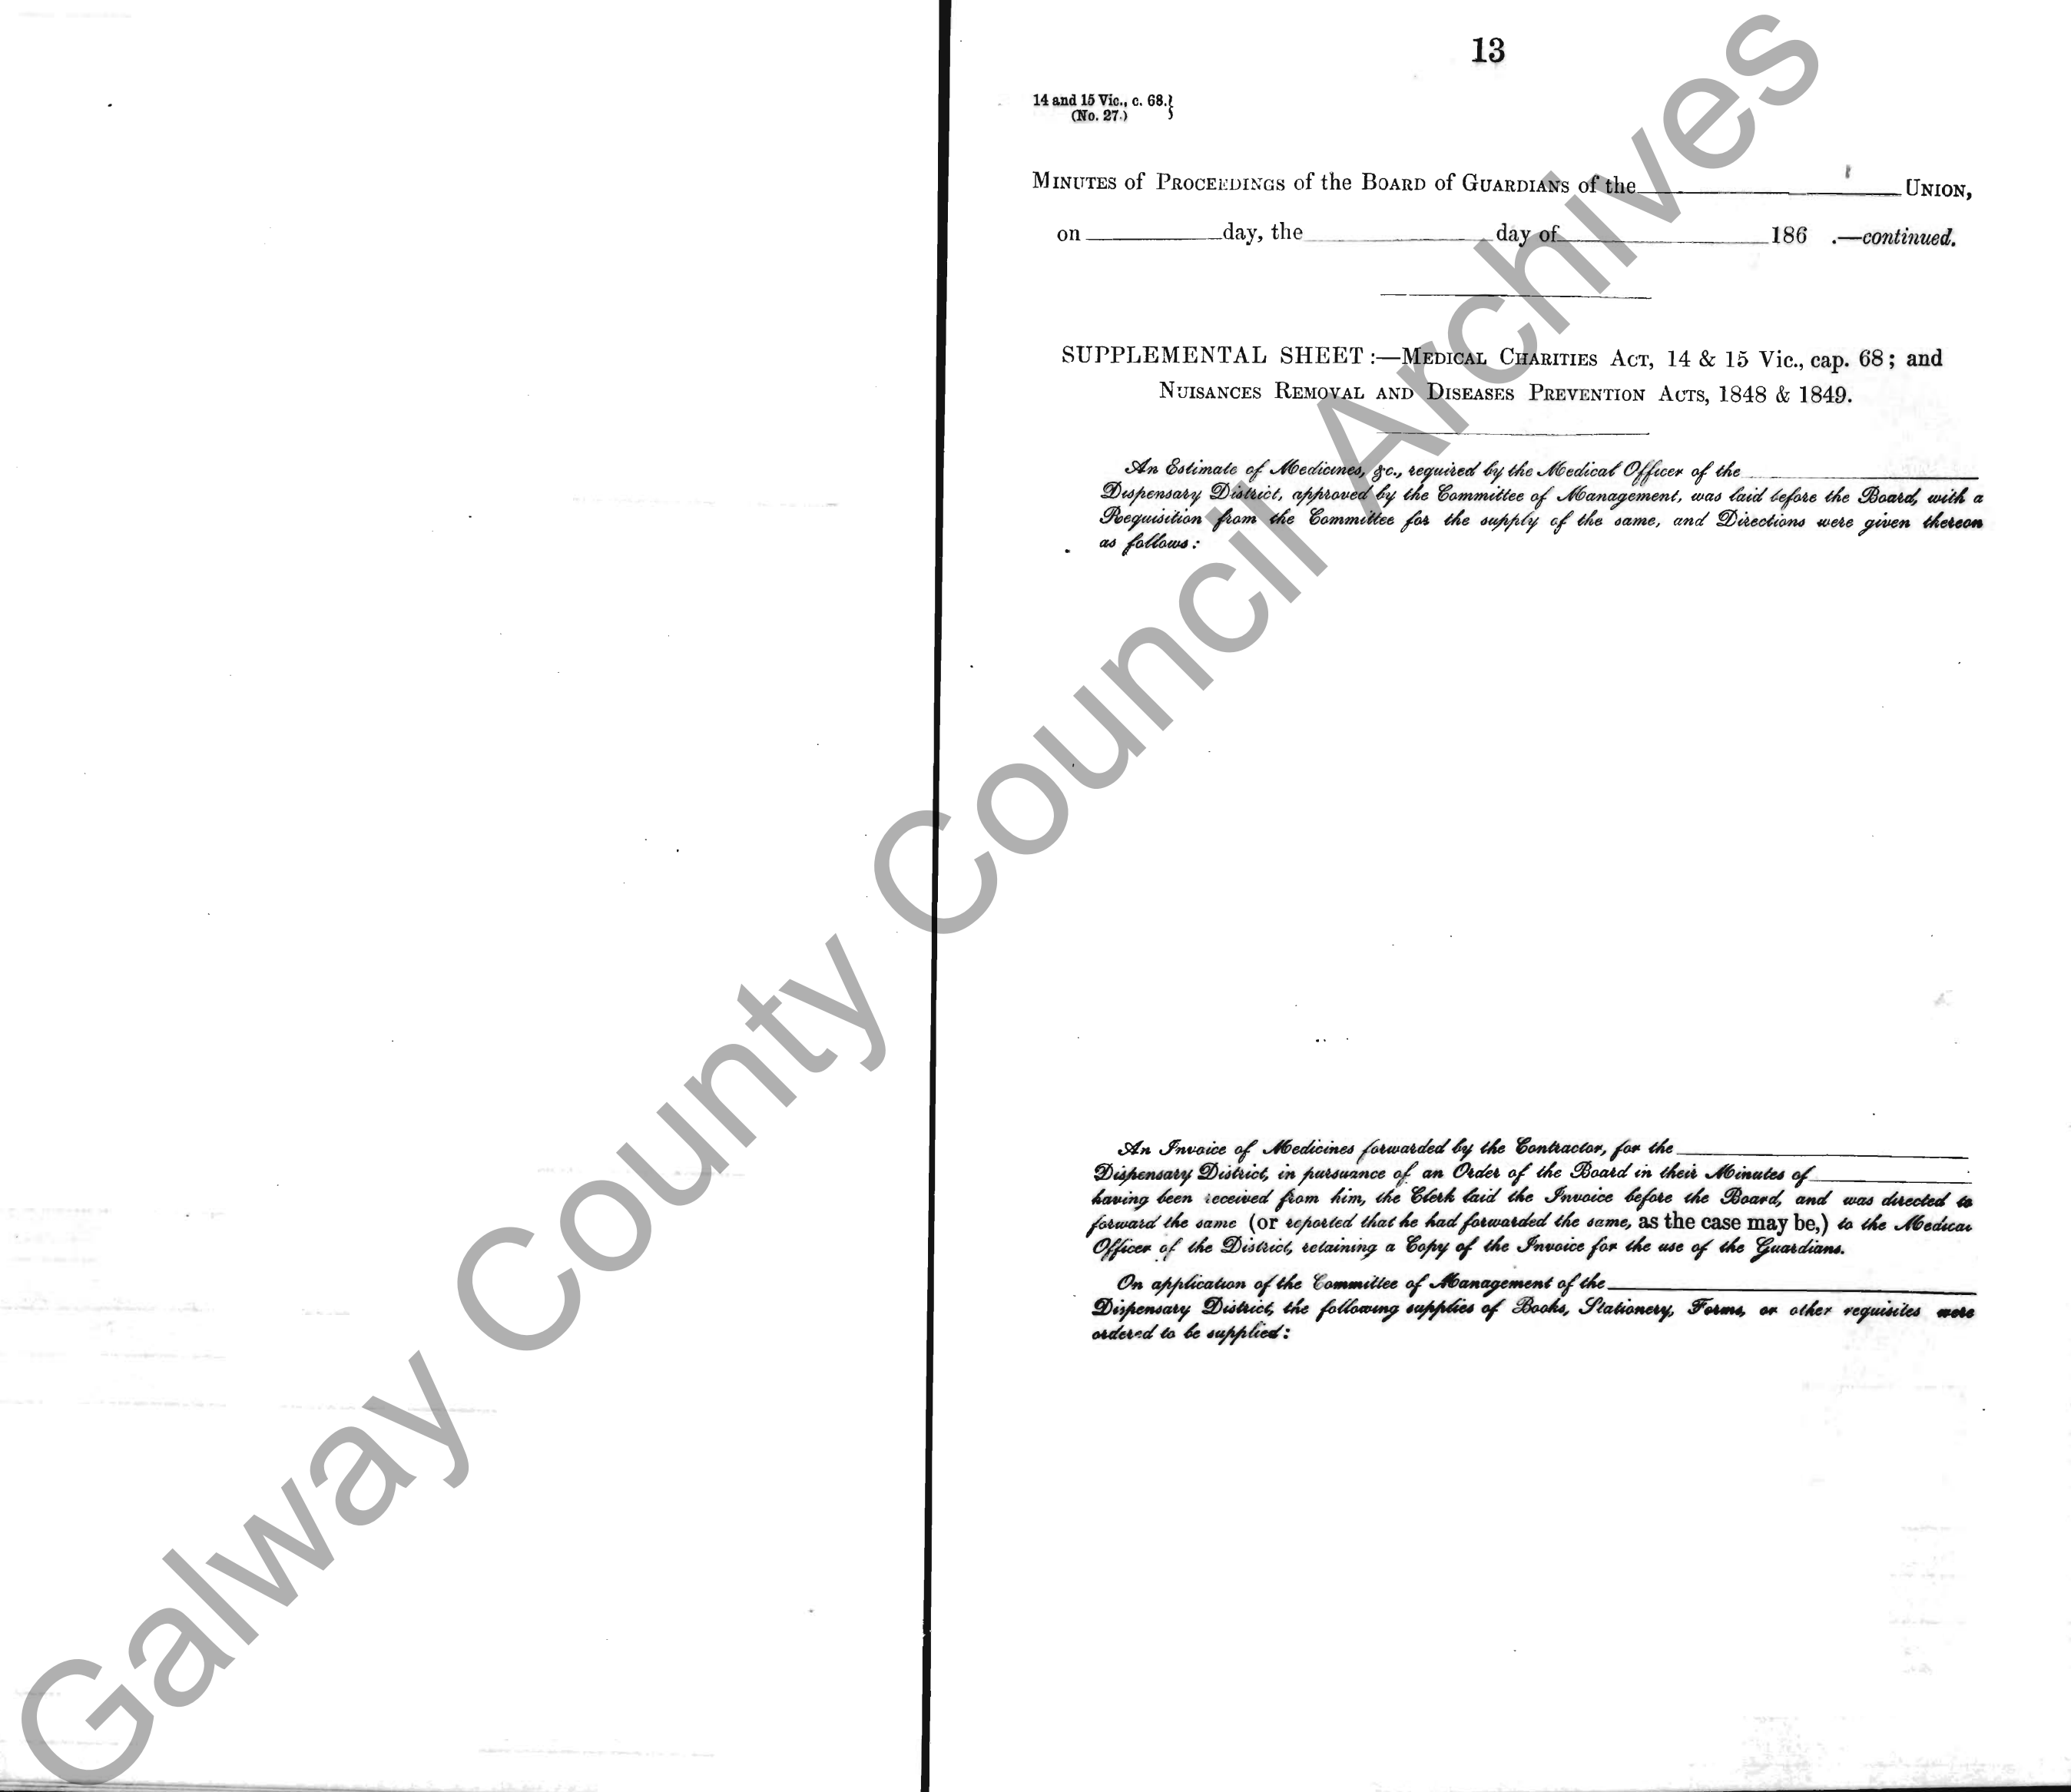 13
14 and 15 Vic., c. 68.}
(No. 27.)
MINUTES of PROCEEDINGS of the BOARD of GUARDIANS of the UNION,
on day, the day of 186 .—continued.
SUPPLEMENTAL SHEET:—MEDICAL CHARITIES ACT, 14 & 15 Vic., cap. 68; and
NUISANCES REMOVAL AND DISEASES PREVENTION ACTS, 1848 & 1849.
An Estimate of Medicines, &c., required by the Medical Officer of the
Dispensary District, approved by the Committee of Management, was laid before the Board, with a
Requisition from the Committee for the supply of the same, and Directions were given thereon
as follows:
An Invoice of Medicines forwarded by the Contractor, for the
Dispensary District, in pursuance of an Order of the Board in their Minutes of
having been received from him, the Clerk laid the Invoice before the Board, and was directed to
forward the same (or reported that he had forwarded the same, as the case may be,) to the Medical
Officer of the District, retaining a Copy of the Invoice for the use of the Guardians.
On application of the Committee of Management of the
Dispensary District, the following supplies of Books, Stationery, Forms, or other requisites were
ordered to be supplied:
Galway County Council Archives